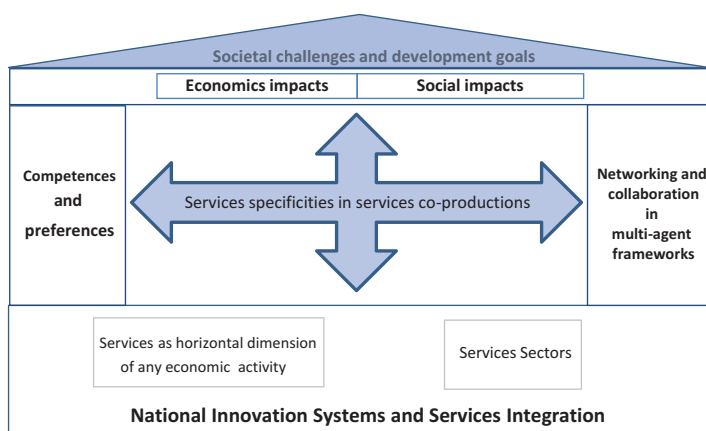 Societal challenges and development goals
Economics impacts
Social impacts
Competences
and
preferences
Services specificities in services co-productions
Networking and
collaboration
in
multi-agent
frameworks
Services as horizontal dimension
of any economic activity
Services Sectors
National Innovation Systems and Services Integration